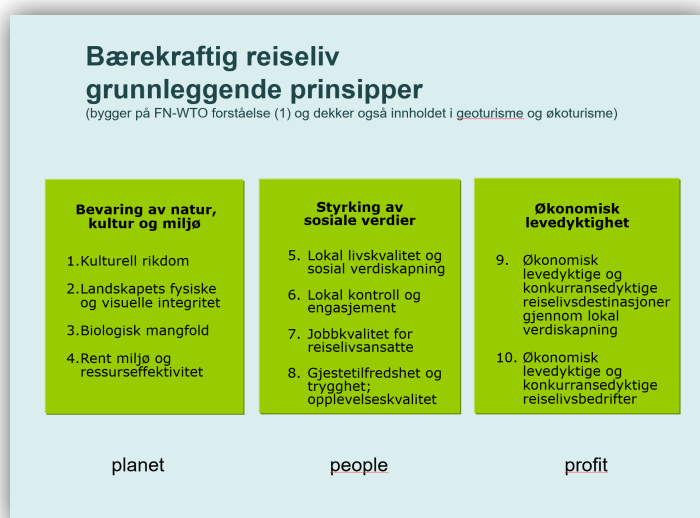 Bærekraftig reiseliv
grunnleggende prinsipper
(bygger på FN-WTO forståelse (1) og dekker også innholdet i geoturisme og økoturisme)
Bevaring av natur,
kultur og miljø
1.Kulturell rikdom
2.Landskapets fysiske
og visuelle integritet
3.Biologisk mangfold
4.Rent miljø og
ressurseffektivitet
Styrking av
sosiale verdier
5. Lokal livskvalitet og
sosial verdiskapning
6. Lokal kontroll og
engasjement
7. Jobbkvalitet for
reiselivsansatte
8. Gjestetilfredshet og
trygghet;
opplevelseskvalitet
Økonomisk
levedyktighet
9. Økonomisk
levedyktige og
konkurransedyktige
reiselivsdestinasjoner
gjennom lokal
verdiskapning
10. Økonomisk
levedyktige og
konkurransedyktige
reiselivsbedrifter
planet
people
profit